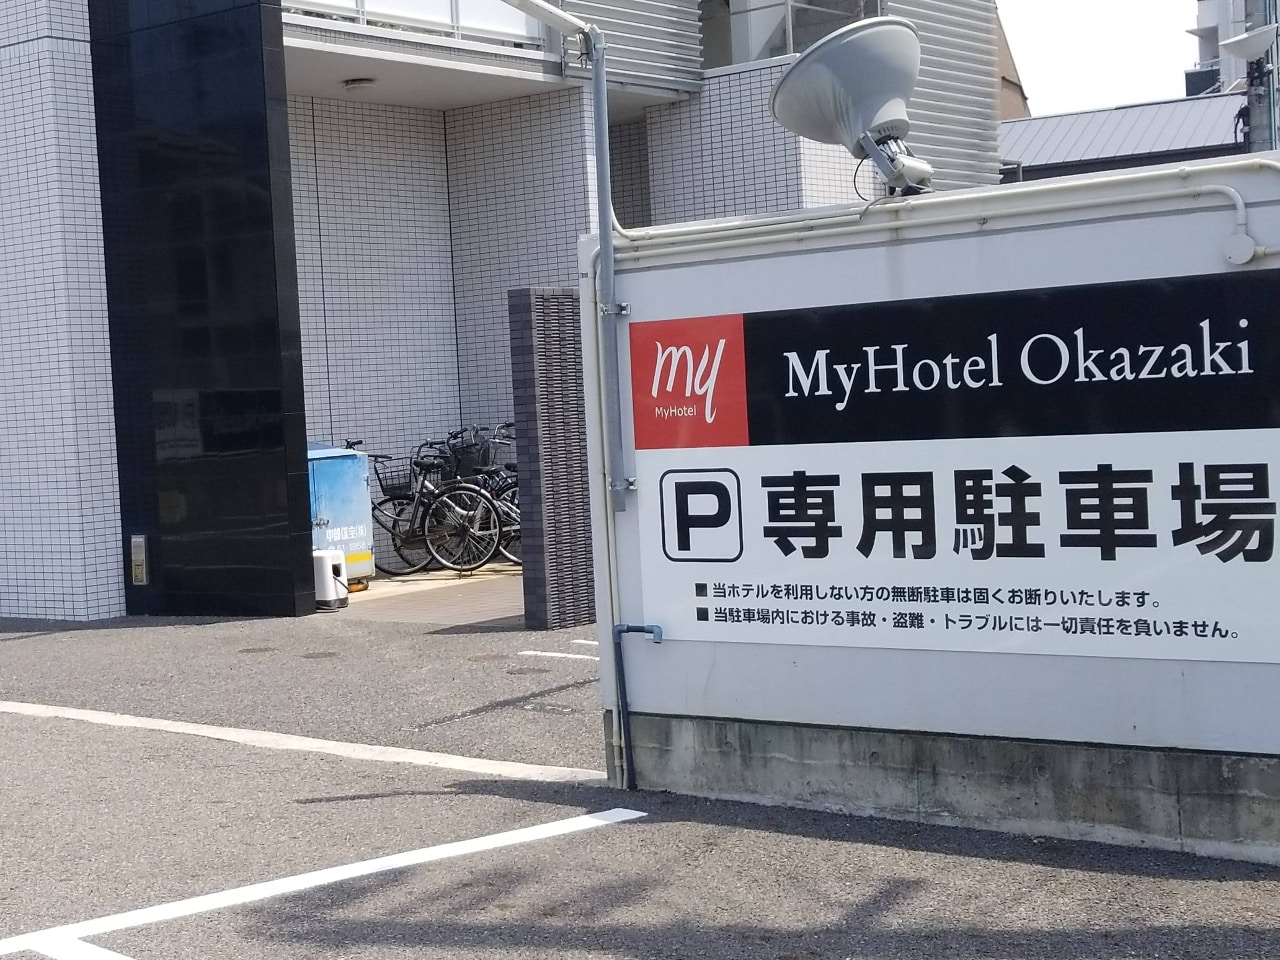 my
MyHotel
MyHotel Okazaki
P 専用駐車場
■当ホテルを利用しない方の無断駐車は固くお断りいたします。
■当駐車場内における事故・盗難・トラブルには一切責任を負いません。